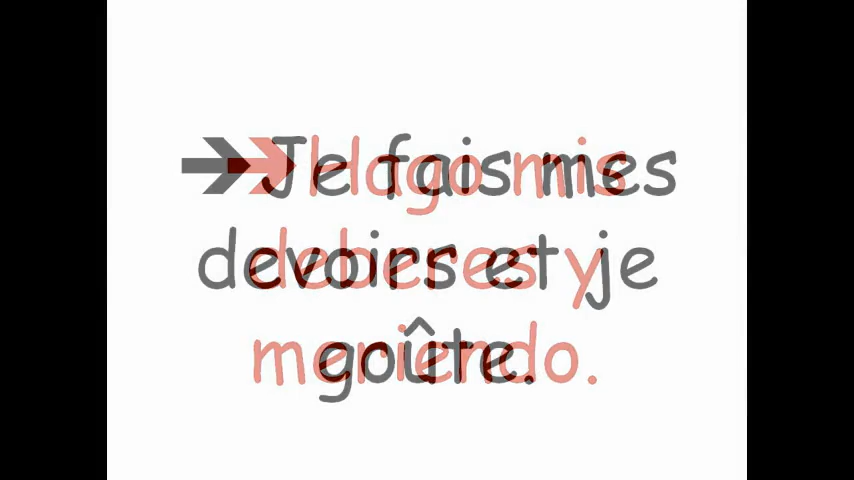 Je fais mes
devoirs et je
goûte.
Hago mis
deberes y
meriendo.